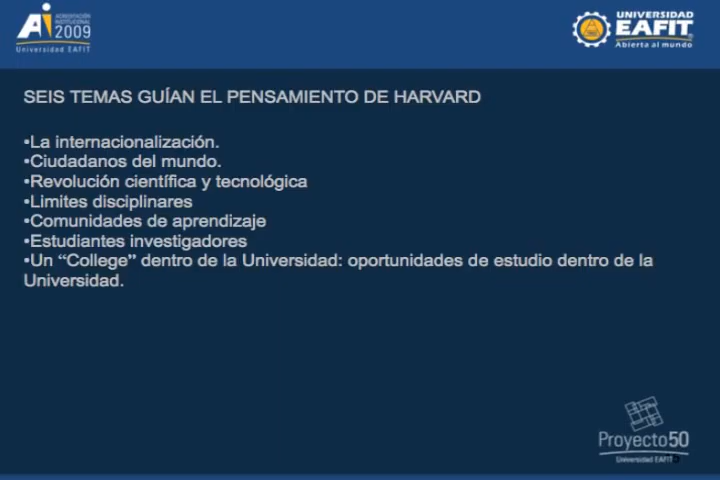 Ai
ACREDITACIÓN
INSTITUCIONAL
2009
Universidad EAFIT
UNIVERSIDAD
EAFIT
Abierta al mundo
SEIS TEMAS GUÍAN EL PENSAMIENTO DE HARVARD
•La internacionalización.
•Ciudadanos del mundo.
•Revolución científica y tecnológica
•Limites disciplinares
•Comunidades de aprendizaje
•Estudiantes investigadores
•Un “College” dentro de la Universidad: oportunidades de estudio dentro de la
Universidad.
Proyecto50
Universidad EAFIT